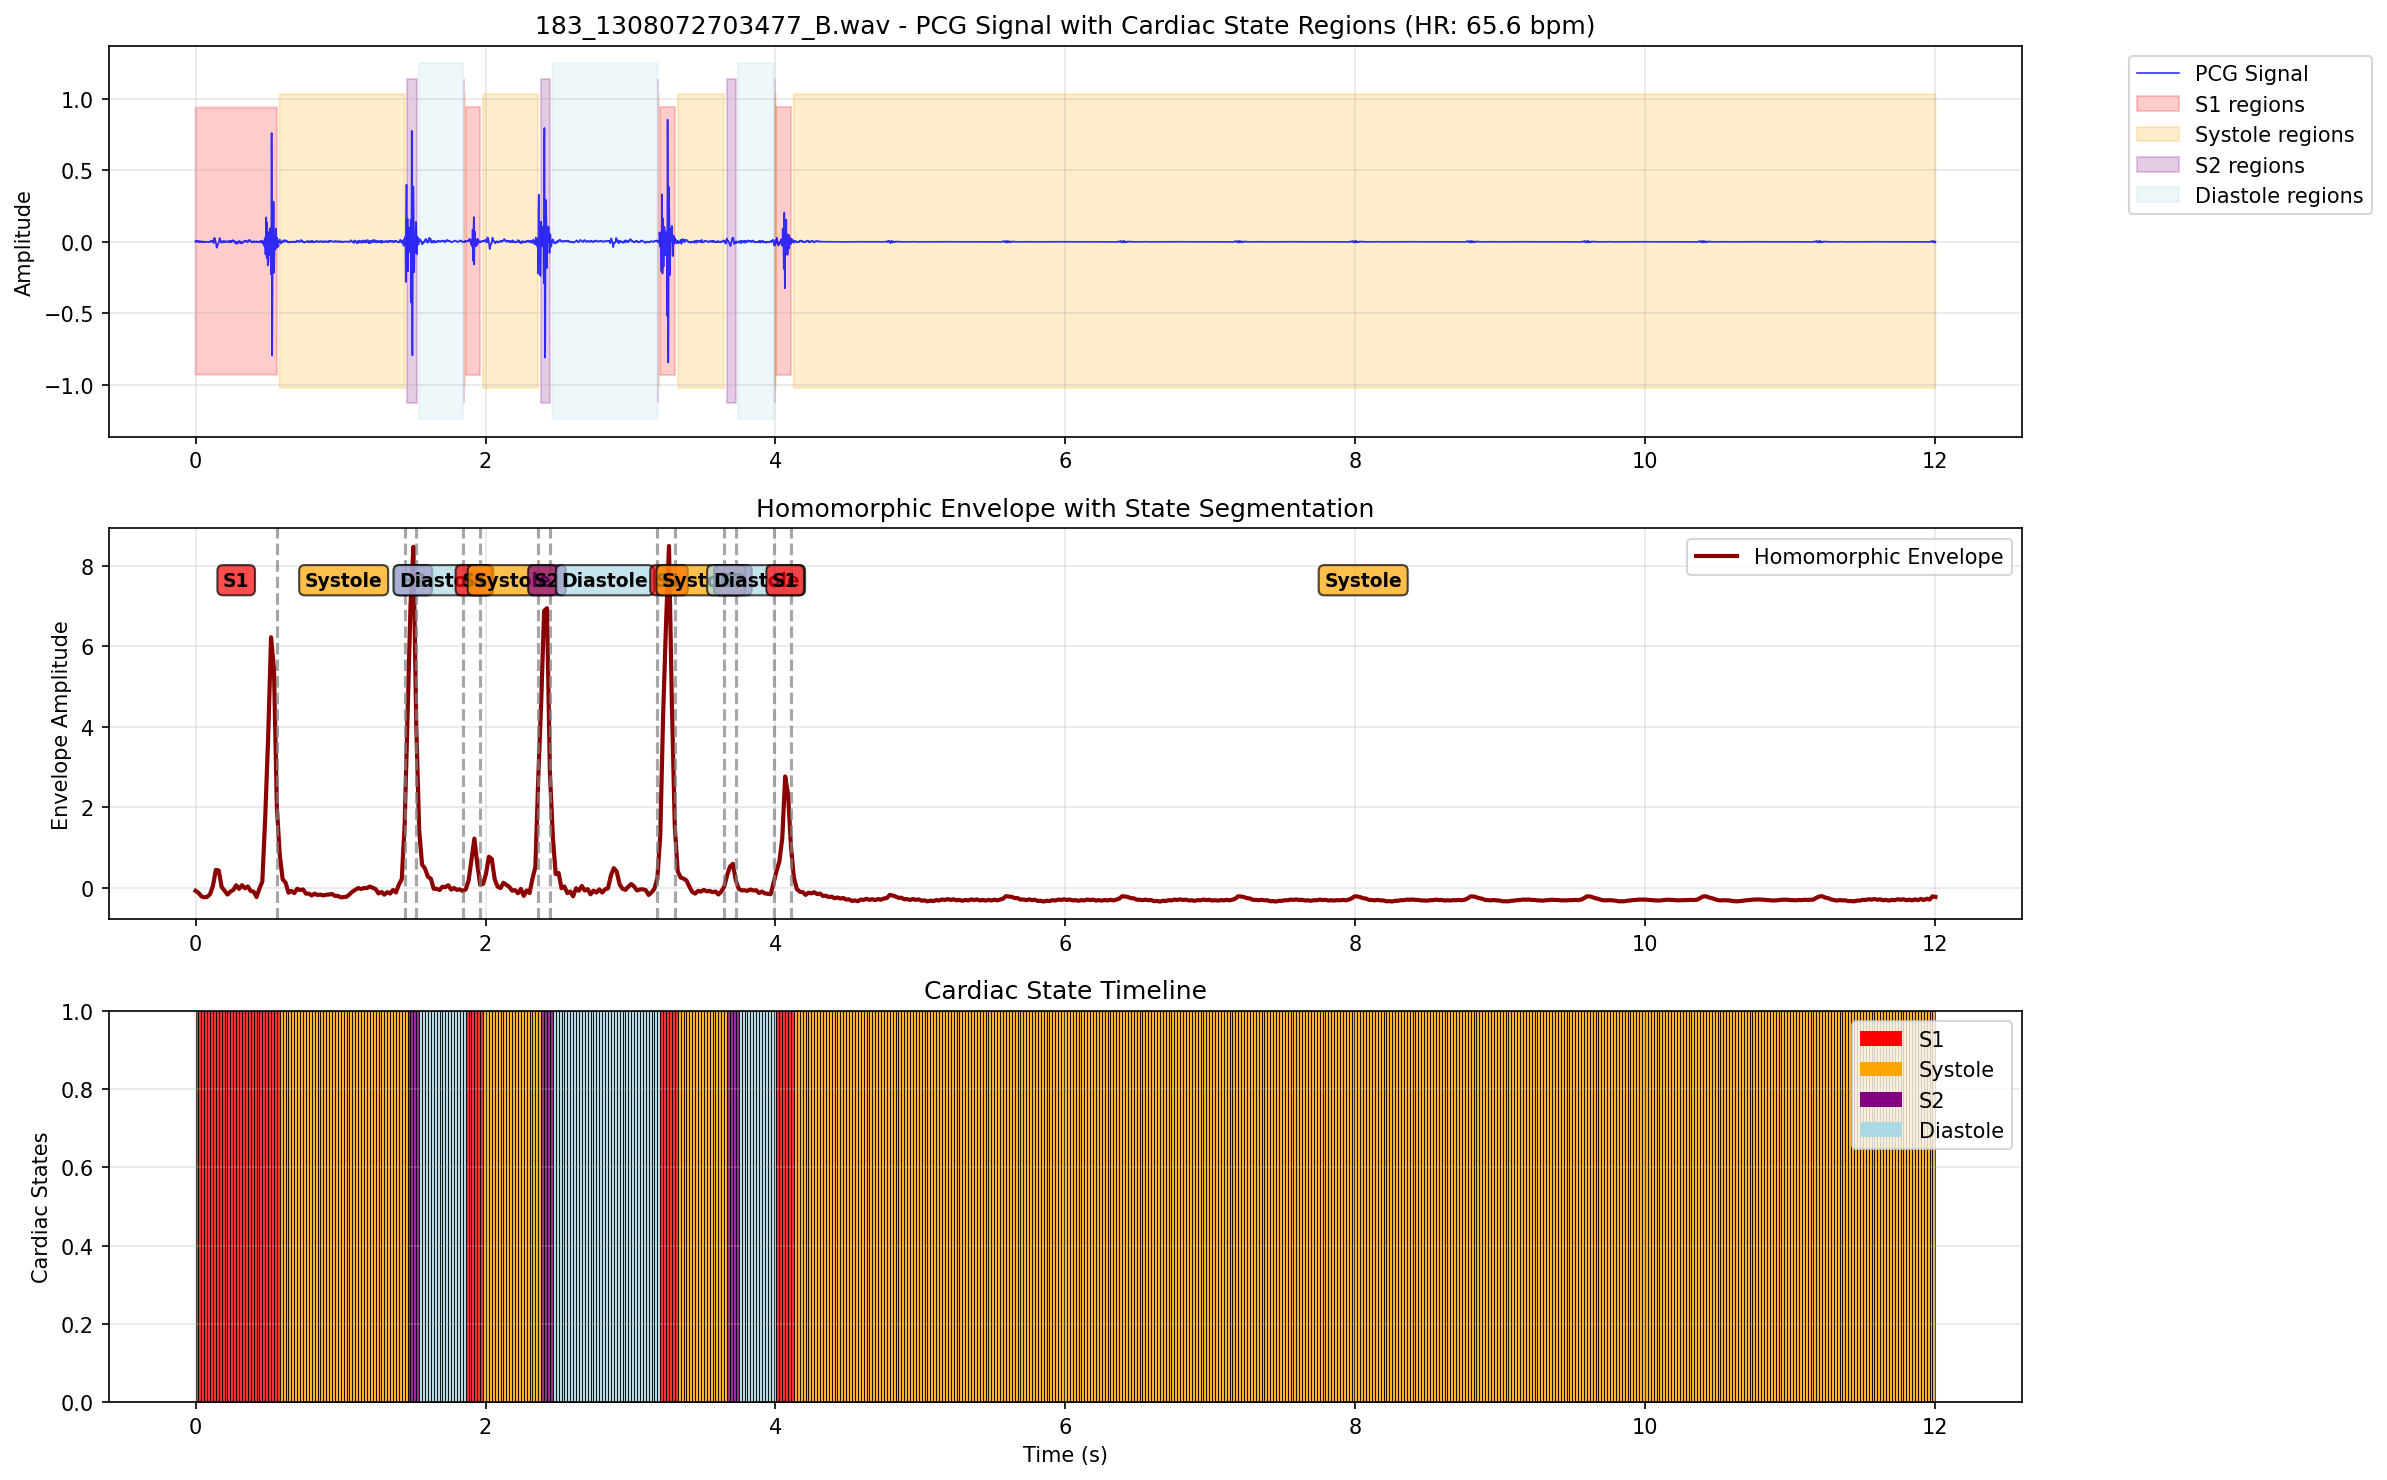 183_1308072703477_B.wav - PCG Signal with Cardiac State Regions (HR: 65.6 bpm)
Amplitude
1.0
0.5
0.0
−0.5
−1.0
0 2 4 6 8 10 12
PCG Signal
S1 regions
Systole regions
S2 regions
Diastole regions
Homomorphic Envelope with State Segmentation
Envelope Amplitude
8
6
4
2
0
S1 Systole Systole S2 Diastole S1 Systole
Homomorphic Envelope
0 2 4 6 8 10 12
Cardiac State Timeline
Cardiac States
1.0
0.8
0.6
0.4
0.2
0.0
S1
Systole
S2
Diastole
0 2 4 6 8 10 12
Time (s)